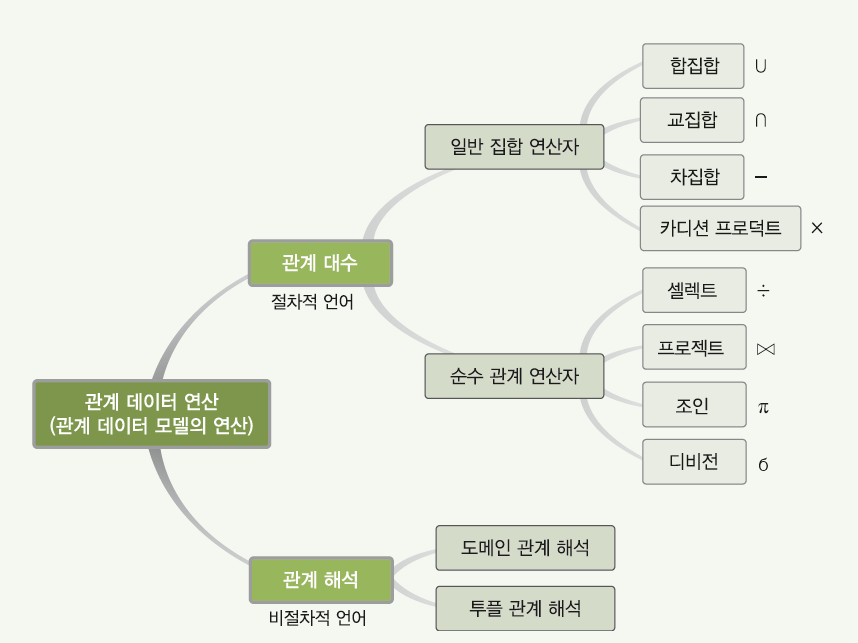 합집합 ∪
교집합 ∩
일반 집합 연산자
차집합 −
카디션 프로덕트 ×
관계 대수
절차적 언어
셀렉트 ÷
프로젝트 ⋈
순수 관계 연산자
조인 π
디비전 б
관계 데이터 연산
(관계 데이터 모델의 연산)
도메인 관계 해석
관계 해석
비절차적 언어
투플 관계 해석